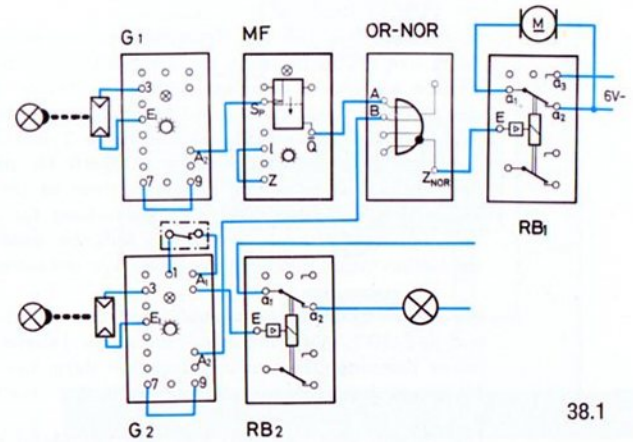 G1 MF OR-NOR M
3 E1 A2 7 9
Sp Q̅ 1 Z
A B ZNOR
a3 a1 a2 E 6V-
RB1
1 A1 3 E1 A2 7 9
a1 a2 E
G2 RB2
38.1